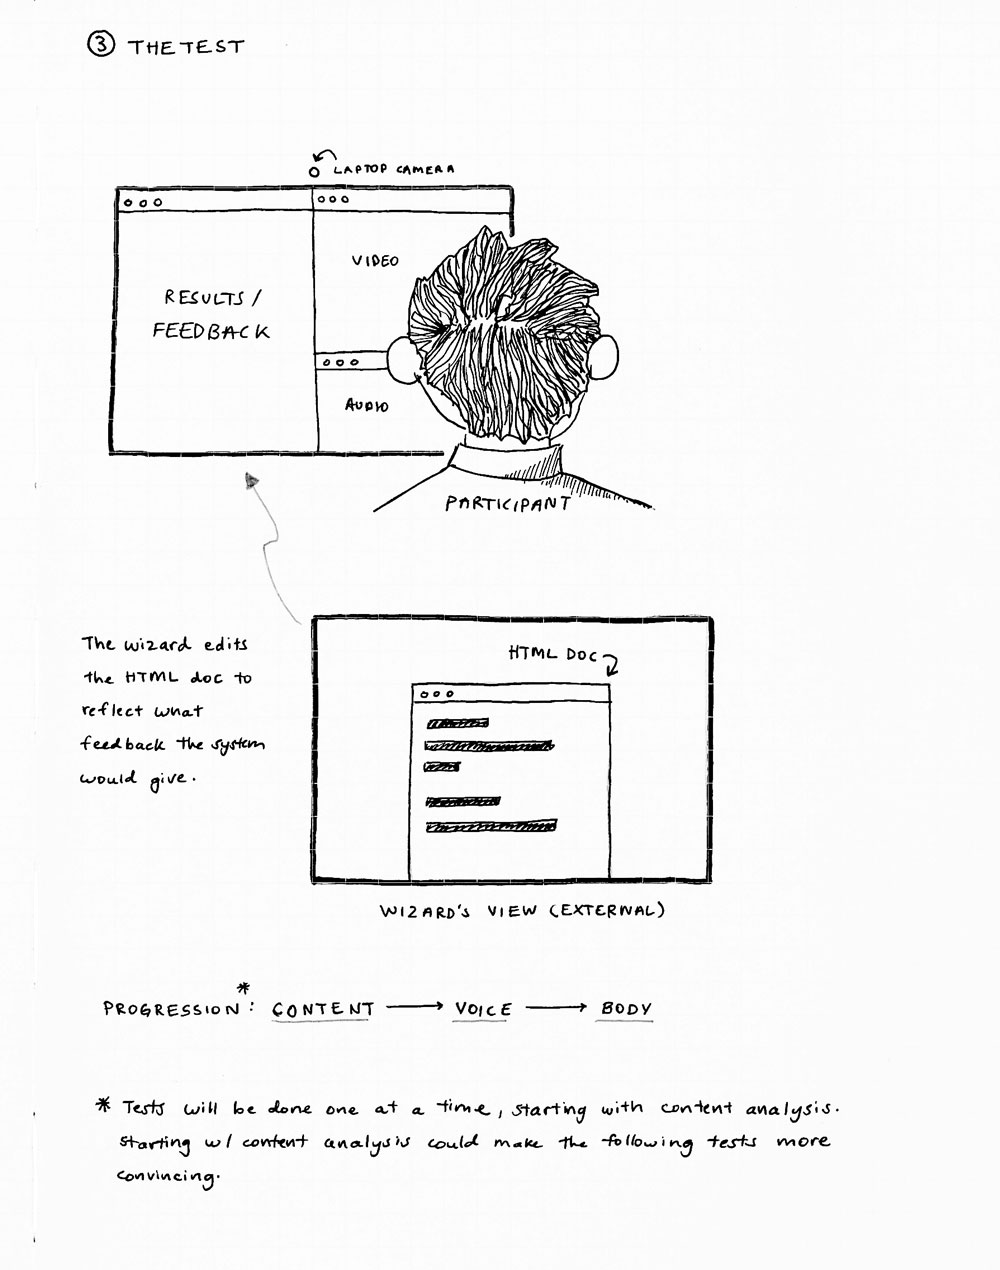 3 THE TEST
LAPTOP CAMERA
VIDEO
RESULTS /
FEEDBACK
AUDIO
PARTICIPANT
The wizard edits
the HTML doc to
reflect what
feedback the system
would give.
HTML DOC
WIZARD'S VIEW (EXTERNAL)
PROGRESSION*: CONTENT → VOICE → BODY
* Tests will be done one at a time, starting with content analysis.
Starting w/ content analysis could make the following tests more
convincing.